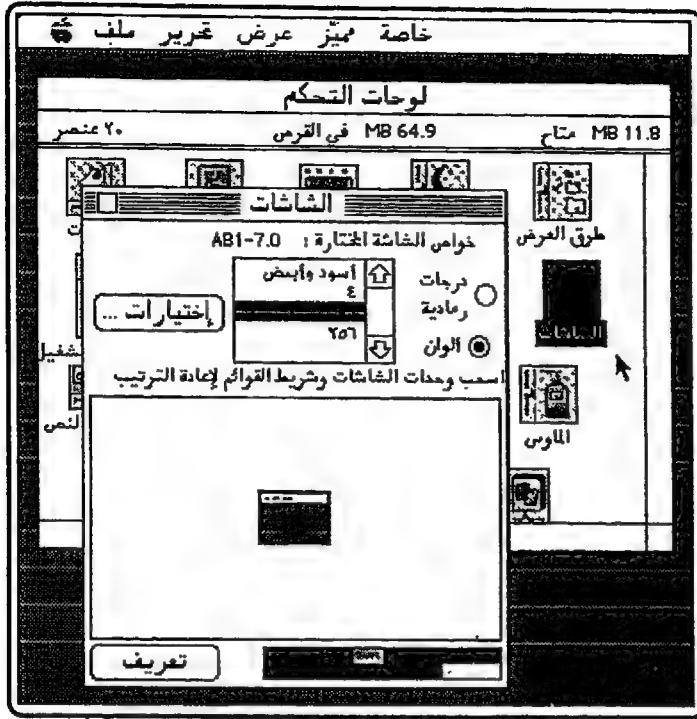 ملف تحرير عرض مميّز خاصة
لوحات التحكم
٢٠ عنصر
MB 64.9 في القرص
MB 11.8 متاح
طرق العرض
الشاشات
الماوس
النص
الشاشات
خواص الشاشة المختارة : AB1-7.0
درجات رمادية
ألوان
أسود وأبيض
٤
٢٥٦
إختيارات ...
اسحب وحدات الشاشات وشريط القوائم لإعادة الترتيب
تعريف